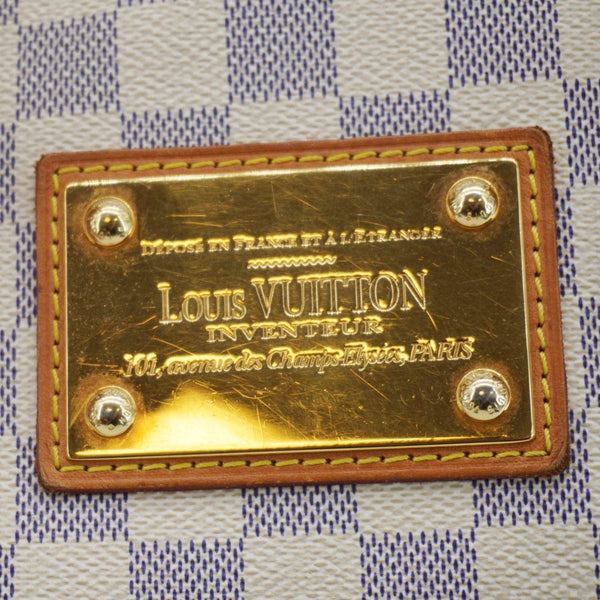 DÉPOSÉ EN FRANCE ET À L'ÉTRANGER
LOUIS VUITTON
INVENTEUR
101, avenue des Champs Elysées, PARIS